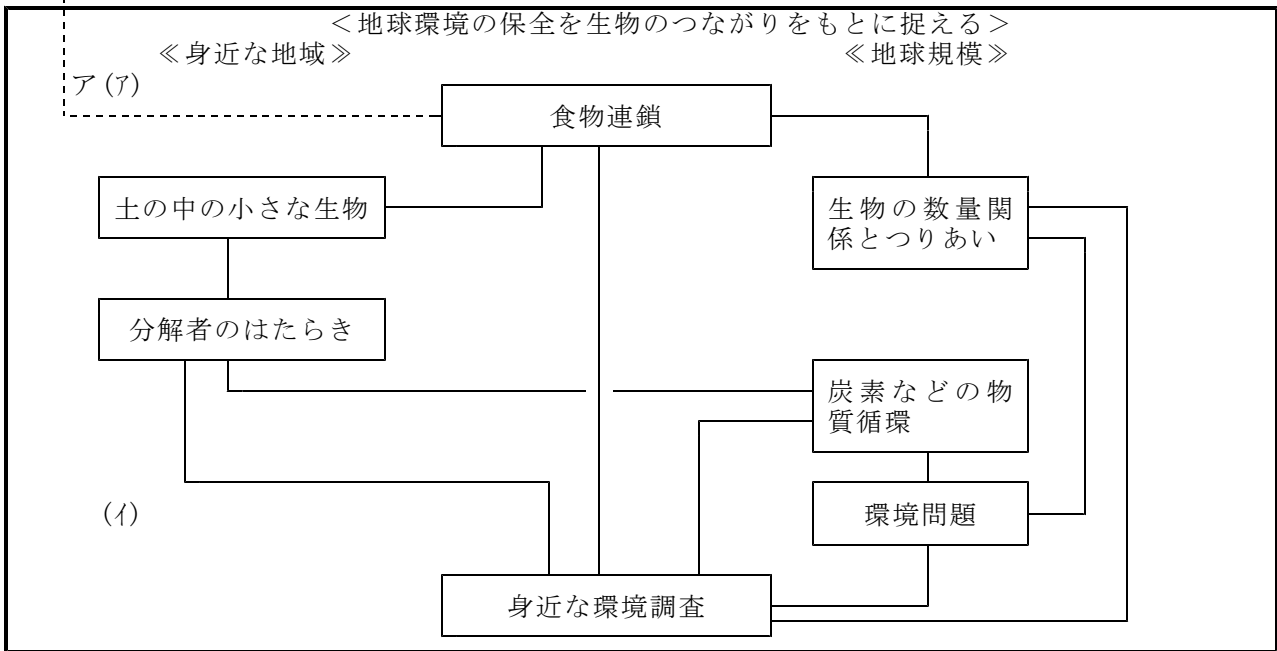 ＜地球環境の保全を生物のつながりをもとに捉える＞
≪身近な地域≫
≪地球規模≫
ア(ｱ)
食物連鎖
土の中の小さな生物
生物の数量関
係とつりあい
分解者のはたらき
炭素などの物
質循環
(ｲ)
環境問題
身近な環境調査